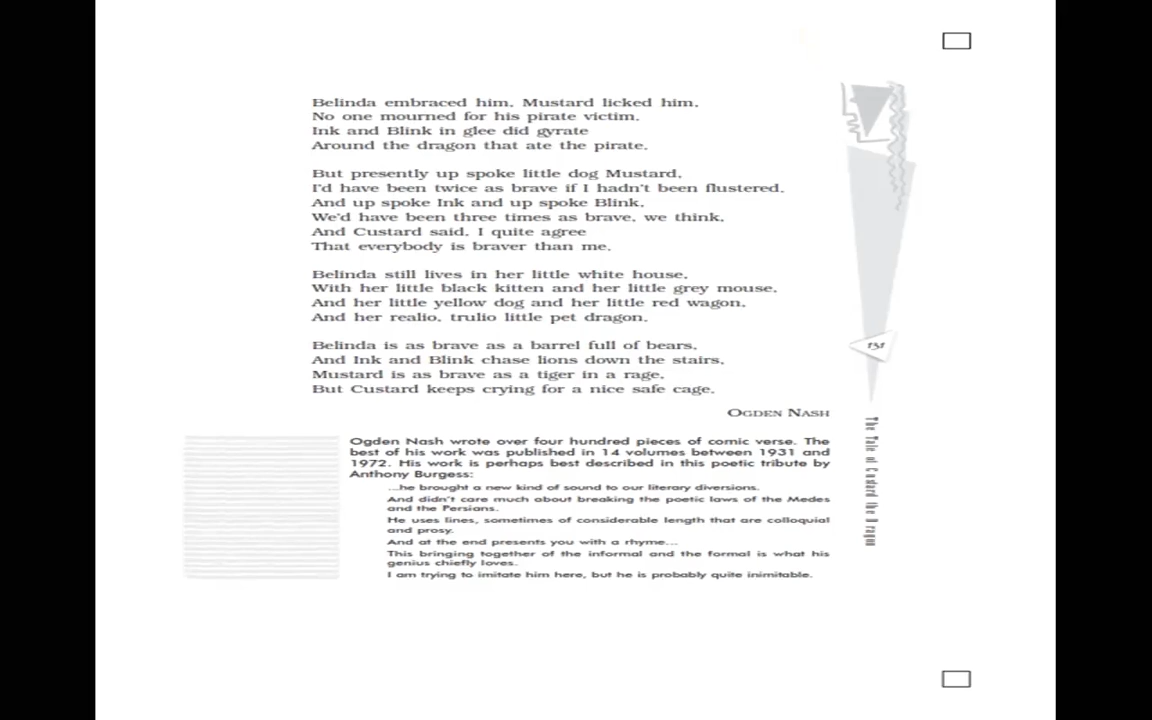 Belinda embraced him, Mustard licked him,
No one mourned for his pirate victim.
Ink and Blink in glee did gyrate
Around the dragon that ate the pirate.
But presently up spoke little dog Mustard,
I'd have been twice as brave if I hadn't been flustered.
And up spoke Ink and up spoke Blink,
We'd have been three times as brave, we think,
And Custard said, I quite agree
That everybody is braver than me.
Belinda still lives in her little white house,
With her little black kitten and her little grey mouse,
And her little yellow dog and her little red wagon,
And her realio, trulio little pet dragon.
Belinda is as brave as a barrel full of bears,
And Ink and Blink chase lions down the stairs,
Mustard is as brave as a tiger in a rage,
But Custard keeps crying for a nice safe cage.
OGDEN NASH
Ogden Nash wrote over four hundred pieces of comic verse. The
best of his work was published in 14 volumes between 1931 and
1972. His work is perhaps best described in this poetic tribute by
Anthony Burgess:
...he brought a new kind of sound to our literary diversions.
And didn't care much about breaking the poetic laws of the Medes
and the Persians.
He uses lines, sometimes of considerable length that are colloquial
and prosy.
And at the end presents you with a rhyme...
This bringing together of the informal and the formal is what his
genius chiefly loves.
I am trying to imitate him here, but he is probably quite inimitable.
131
The Tale of Custard the Dragon